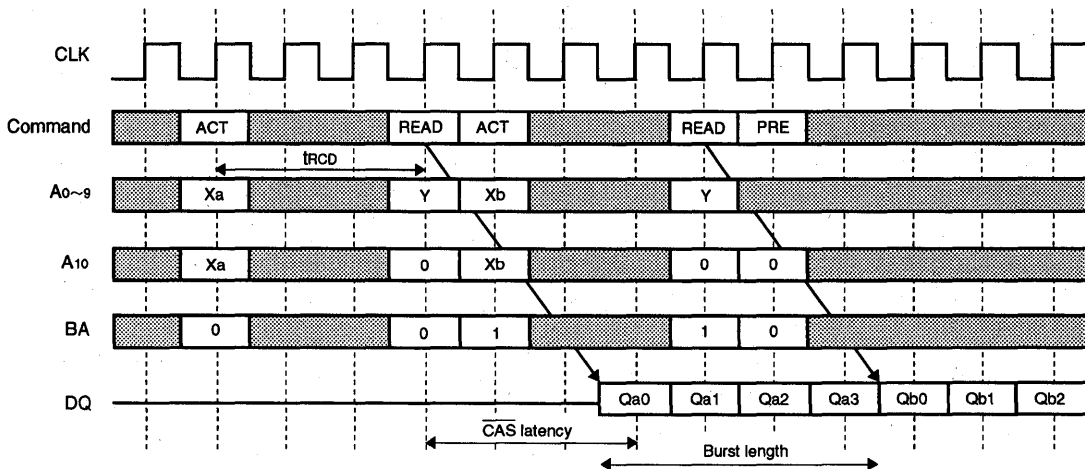 CLK
Command ACT READ ACT READ PRE
tRCD
A0~9 Xa Y Xb Y
A10 Xa 0 Xb 0 0
BA 0 0 1 1 0
DQ Qa0 Qa1 Qa2 Qa3 Qb0 Qb1 Qb2
CAS latency
Burst length